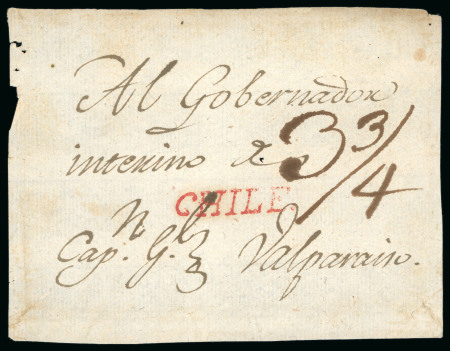 Al Gobernador
interino de 3 3/4
CHILE
Cap.n G.l Valparaiso.